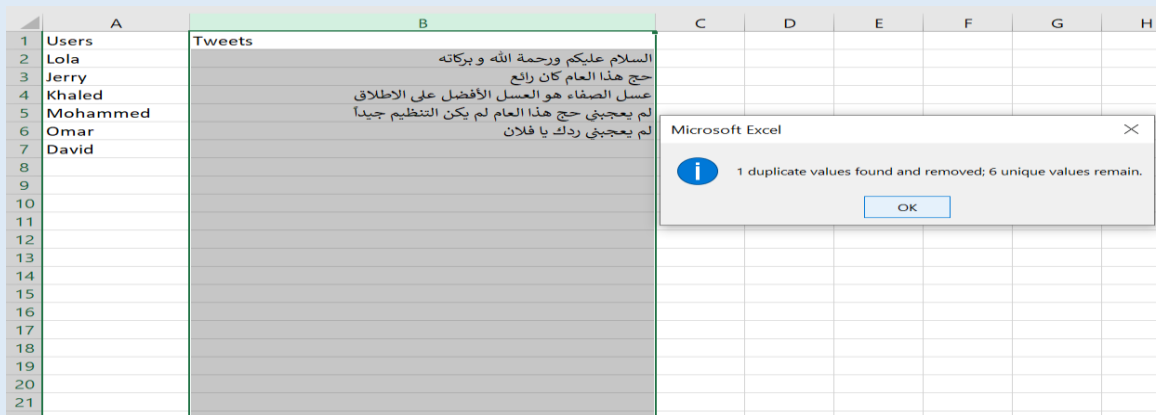 A B C D E F G H
1 Users Tweets
2 Lola السلام عليكم ورحمة الله و بركاته
3 Jerry حج هذا العام كان رائع
4 Khaled عسل الصفاء هو العسل الأفضل على الاطلاق
5 Mohammed لم يعجبني حج هذا العام لم يكن التنظيم جيداً
6 Omar لم يعجبني ردك يا فلان
7 David
8
9
10
11
12
13
14
15
16
17
18
19
20
21
Microsoft Excel
1 duplicate values found and removed; 6 unique values remain.
OK